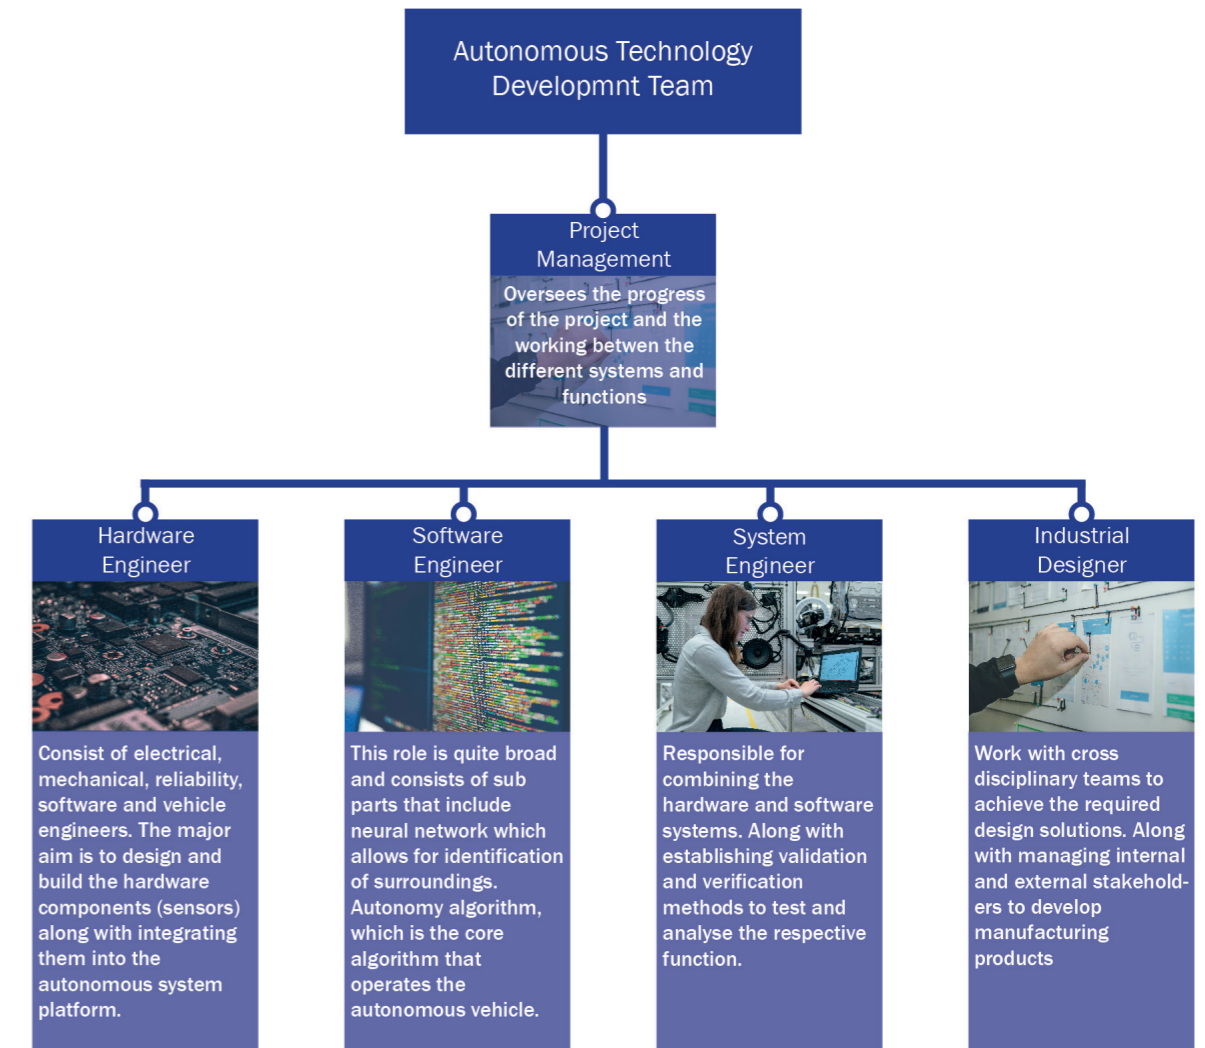 Autonomous Technology
Developmnt Team
Project
Management
Oversees the progress
of the project and the
working betwen the
different systems and
functions
Hardware
Engineer
Consist of electrical,
mechanical, reliability,
software and vehicle
engineers. The major
aim is to design and
build the hardware
components (sensors)
along with integrating
them into the
autonomous system
platform.
Software
Engineer
This role is quite broad
and consists of sub
parts that include
neural network which
allows for identification
of surroundings.
Autonomy algorithm,
which is the core
algorithm that
operates the
autonomous vehicle.
System
Engineer
Responsible for
combining the
hardware and software
systems. Along with
establishing validation
and verification
methods to test and
analyse the respective
function.
Industrial
Designer
Work with cross
disciplinary teams to
achieve the required
design solutions. Along
with managing internal
and external stakehold-
ers to develop
manufacturing
products